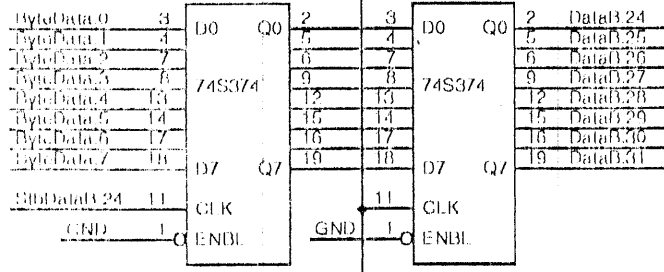 ByteData.0 3 D0 Q0 2 3 D0 Q0 2 DataB.24
ByteData.1 4 5 4 5 DataB.25
ByteData.2 7 6 7 6 DataB.26
ByteData.3 8 74S374 9 8 74S374 9 DataB.27
ByteData.4 13 12 13 12 DataB.28
ByteData.5 14 15 14 15 DataB.29
ByteData.6 17 16 17 16 DataB.30
ByteData.7 18 D7 Q7 19 18 D7 Q7 19 DataB.31
StbDataB.24 11 CLK 11 CLK
GND 1 ENBL GND 1 ENBL